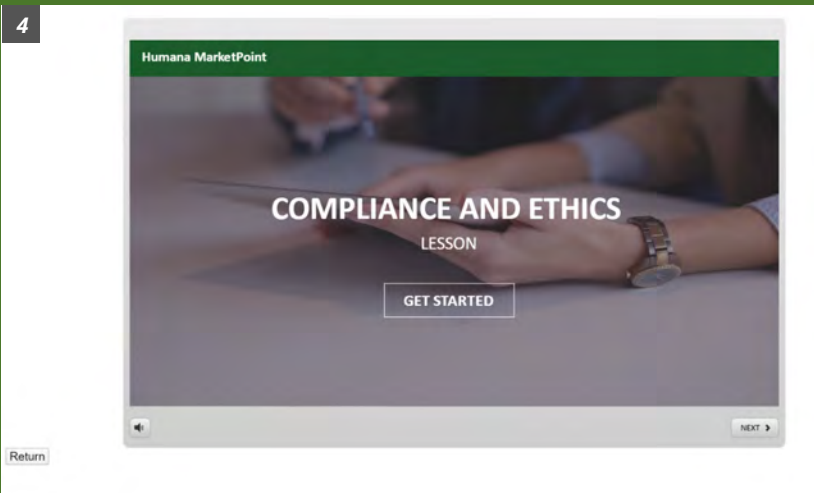 4
Humana MarketPoint
COMPLIANCE AND ETHICS
LESSON
GET STARTED
NEXT
Return